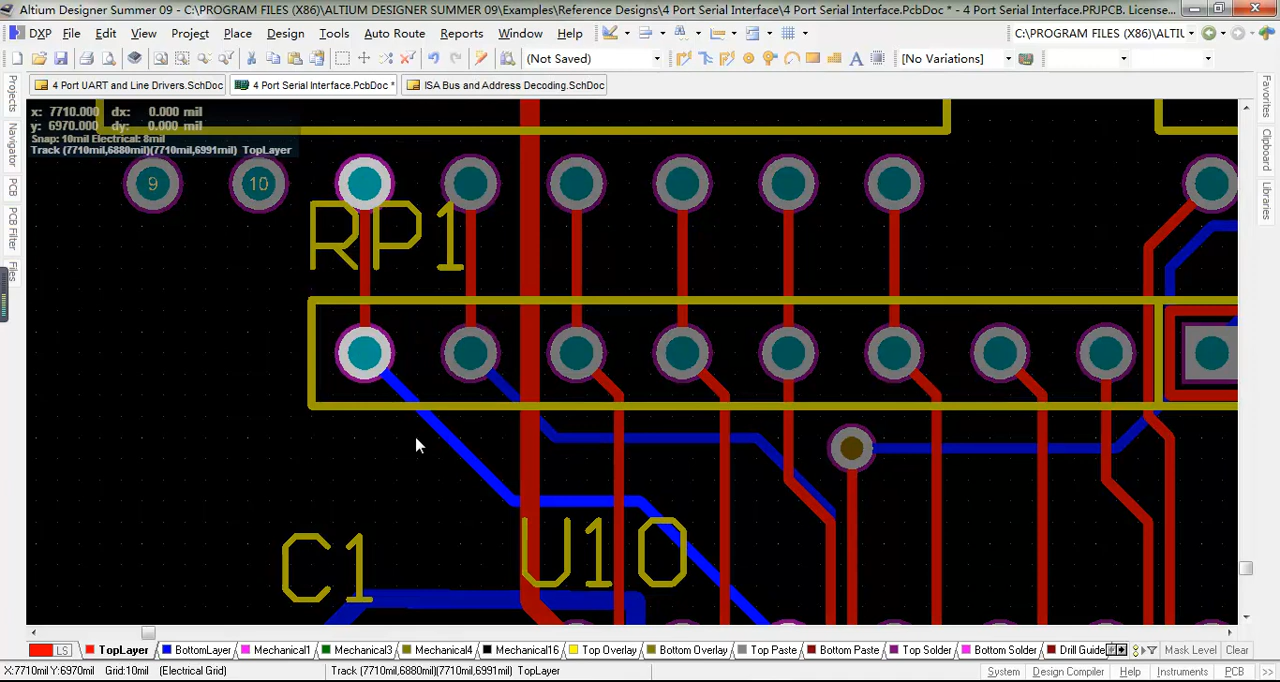 Altium Designer Summer 09 - C:\PROGRAM FILES (X86)\ALTIUM DESIGNER SUMMER 09\Examples\Reference Designs\4 Port Serial Interface\4 Port Serial Interface.PcbDoc * - 4 Port Serial Interface.PRJPCB. License...
DXP File Edit View Project Place Design Tools Auto Route Reports Window Help C:\PROGRAM FILES (X86)\ALTIL
(Not Saved) [No Variations]
4 Port UART and Line Drivers.SchDoc 4 Port Serial Interface.PcbDoc * ISA Bus and Address Decoding.SchDoc
Projects
Navigator
PCB
PCB Filter
Files
x: 7710.000 dx: 0.000 mil
y: 6970.000 dy: 0.000 mil
Snap: 10mil Electrical: 8mil
Track (7710mil,6880mil)(7710mil,6991mil) TopLayer
9 10
RP1
U10
C1
Favorites
Clipboard
Libraries
LS TopLayer BottomLayer Mechanical1 Mechanical3 Mechanical4 Mechanical16 Top Overlay Bottom Overlay Top Paste Bottom Paste Top Solder Bottom Solder Drill Guide Mask Level Clear
X:7710mil Y:6970mil Grid:10mil (Electrical Grid) Track (7710mil,6880mil)(7710mil,6991mil) TopLayer System Design Compiler Help Instruments PCB >>